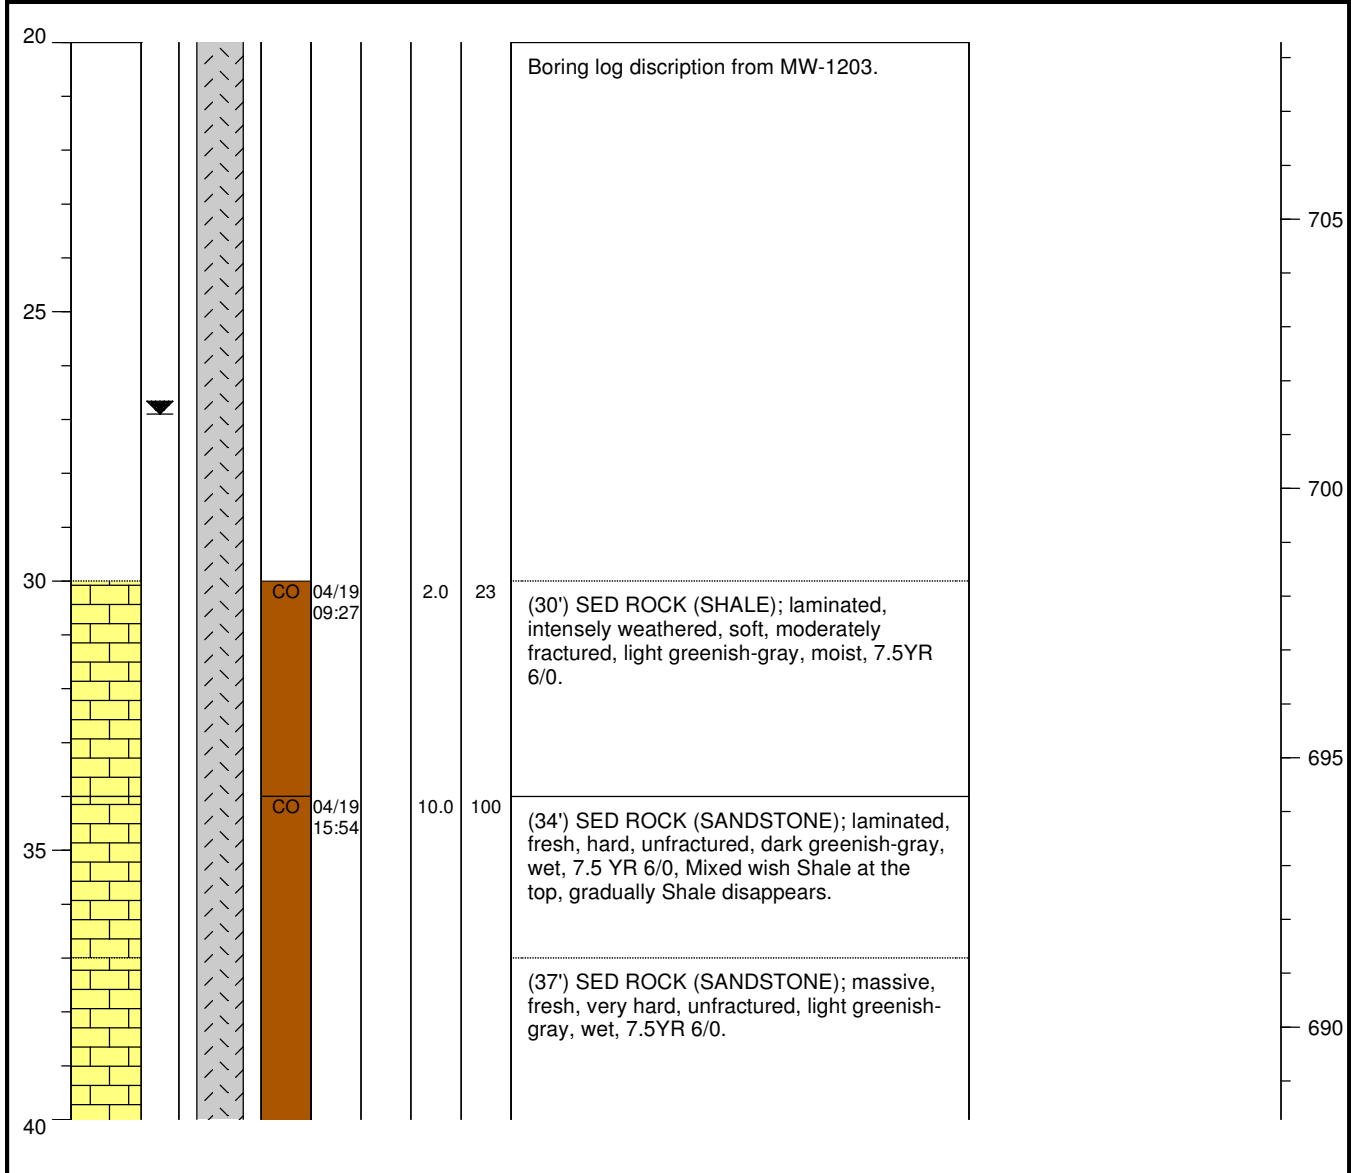 20
Boring log discription from MW-1203.
705
25
700
30
CO 04/19 2.0 23
09:27
(30') SED ROCK (SHALE); laminated,
intensely weathered, soft, moderately
fractured, light greenish-gray, moist, 7.5YR
6/0.
695
CO 04/19 10.0 100
15:54
(34') SED ROCK (SANDSTONE); laminated,
fresh, hard, unfractured, dark greenish-gray,
wet, 7.5 YR 6/0, Mixed wish Shale at the
top, gradually Shale disappears.
35
(37') SED ROCK (SANDSTONE); massive,
fresh, very hard, unfractured, light greenish-
gray, wet, 7.5YR 6/0.
690
40